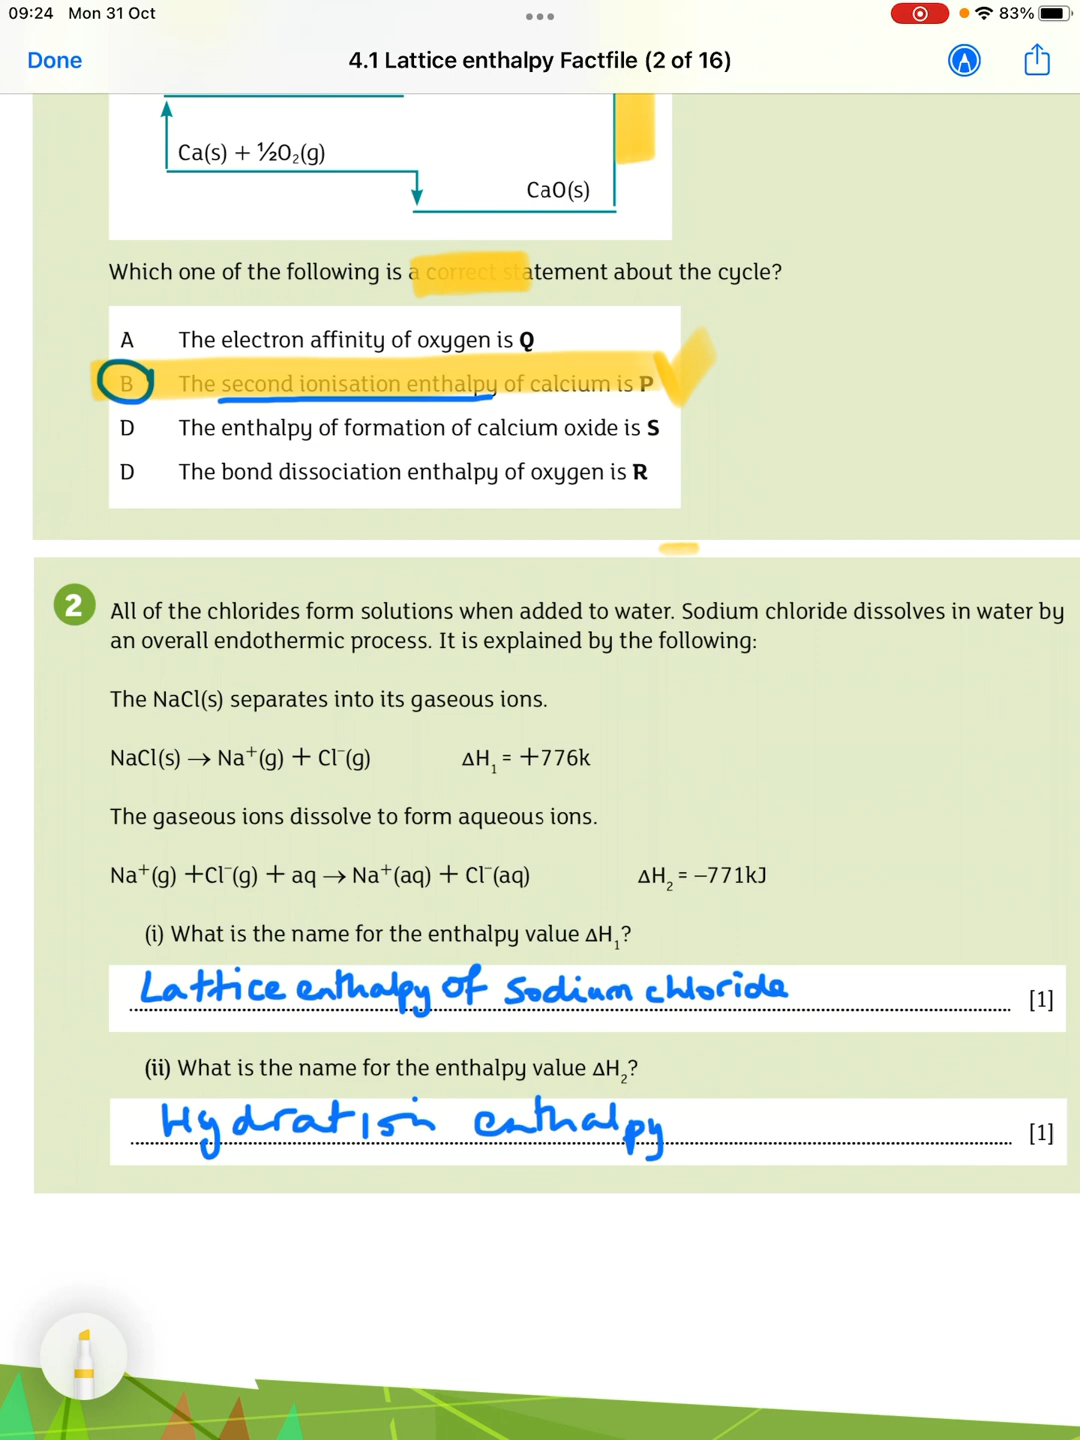 09:24 Mon 31 Oct
83%
Done
4.1 Lattice enthalpy Factfile (2 of 16)
Ca(s) + ½O₂(g)
CaO(s)
Which one of the following is a correct statement about the cycle?
A The electron affinity of oxygen is Q
B The second ionisation enthalpy of calcium is P
D The enthalpy of formation of calcium oxide is S
D The bond dissociation enthalpy of oxygen is R
2
All of the chlorides form solutions when added to water. Sodium chloride dissolves in water by
an overall endothermic process. It is explained by the following:
The NaCl(s) separates into its gaseous ions.
NaCl(s) → Na⁺(g) + Cl⁻(g) ΔH₁ = +776k
The gaseous ions dissolve to form aqueous ions.
Na⁺(g) +Cl⁻(g) + aq → Na⁺(aq) + Cl⁻(aq) ΔH₂ = −771kJ
(i) What is the name for the enthalpy value ΔH₁?
Lattice enthalpy of sodium chloride [1]
(ii) What is the name for the enthalpy value ΔH₂?
Hydration enthalpy [1]